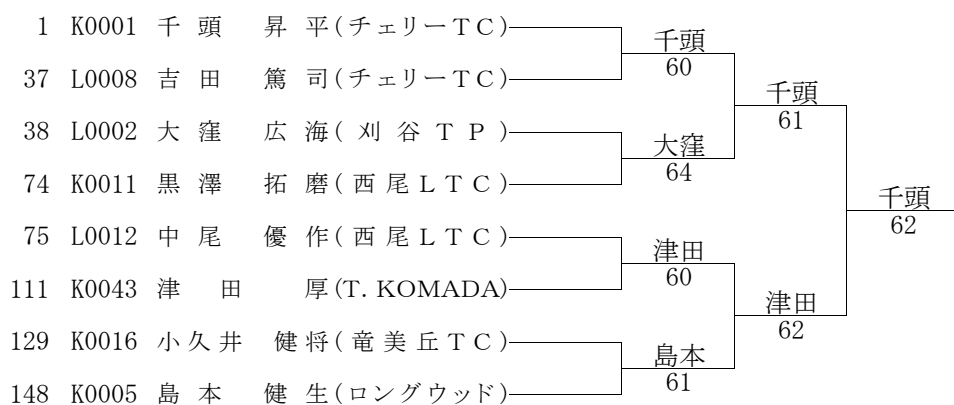 1 K0001 千頭 昇平(チェリーTC)
千頭
60
37 L0008 吉田 篤司(チェリーTC)
千頭
61
38 L0002 大窪 広海(刈谷TP)
大窪
64
74 K0011 黒澤 拓磨(西尾LTC)
千頭
62
75 L0012 中尾 優作(西尾LTC)
津田
60
111 K0043 津田 厚(T. KOMADA)
津田
62
129 K0016 小久井 健将(竜美丘TC)
島本
61
148 K0005 島本 健生(ロングウッド)